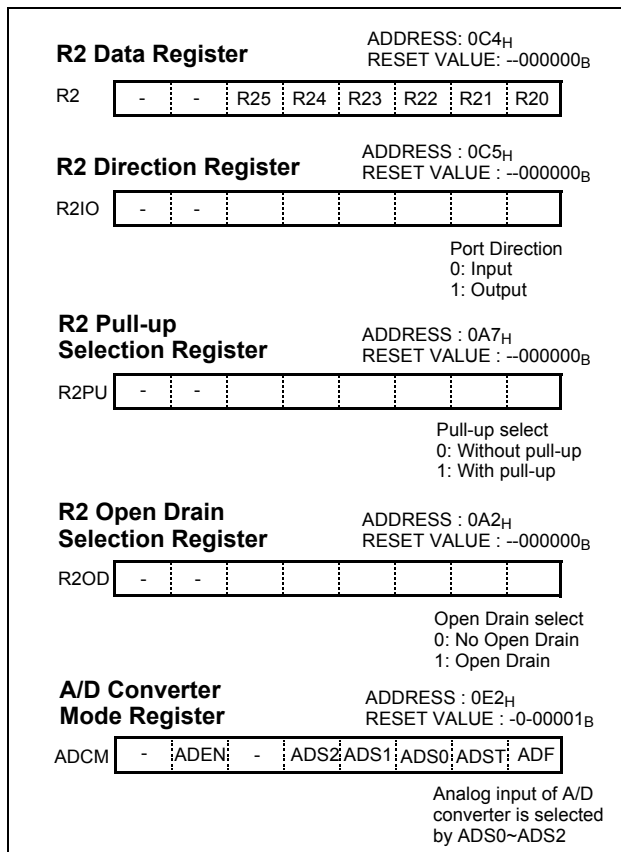 R2 Data Register
ADDRESS: 0C4H
RESET VALUE: --000000B
R2 - - R25 R24 R23 R22 R21 R20
R2 Direction Register
ADDRESS : 0C5H
RESET VALUE : --000000B
R2IO - -
Port Direction
0: Input
1: Output
R2 Pull-up
Selection Register
ADDRESS : 0A7H
RESET VALUE : --000000B
R2PU - -
Pull-up select
0: Without pull-up
1: With pull-up
R2 Open Drain
Selection Register
ADDRESS : 0A2H
RESET VALUE : --000000B
R2OD - -
Open Drain select
0: No Open Drain
1: Open Drain
A/D Converter
Mode Register
ADDRESS : 0E2H
RESET VALUE : -0-00001B
ADCM - ADEN - ADS2 ADS1 ADS0 ADST ADF
Analog input of A/D
converter is selected
by ADS0~ADS2